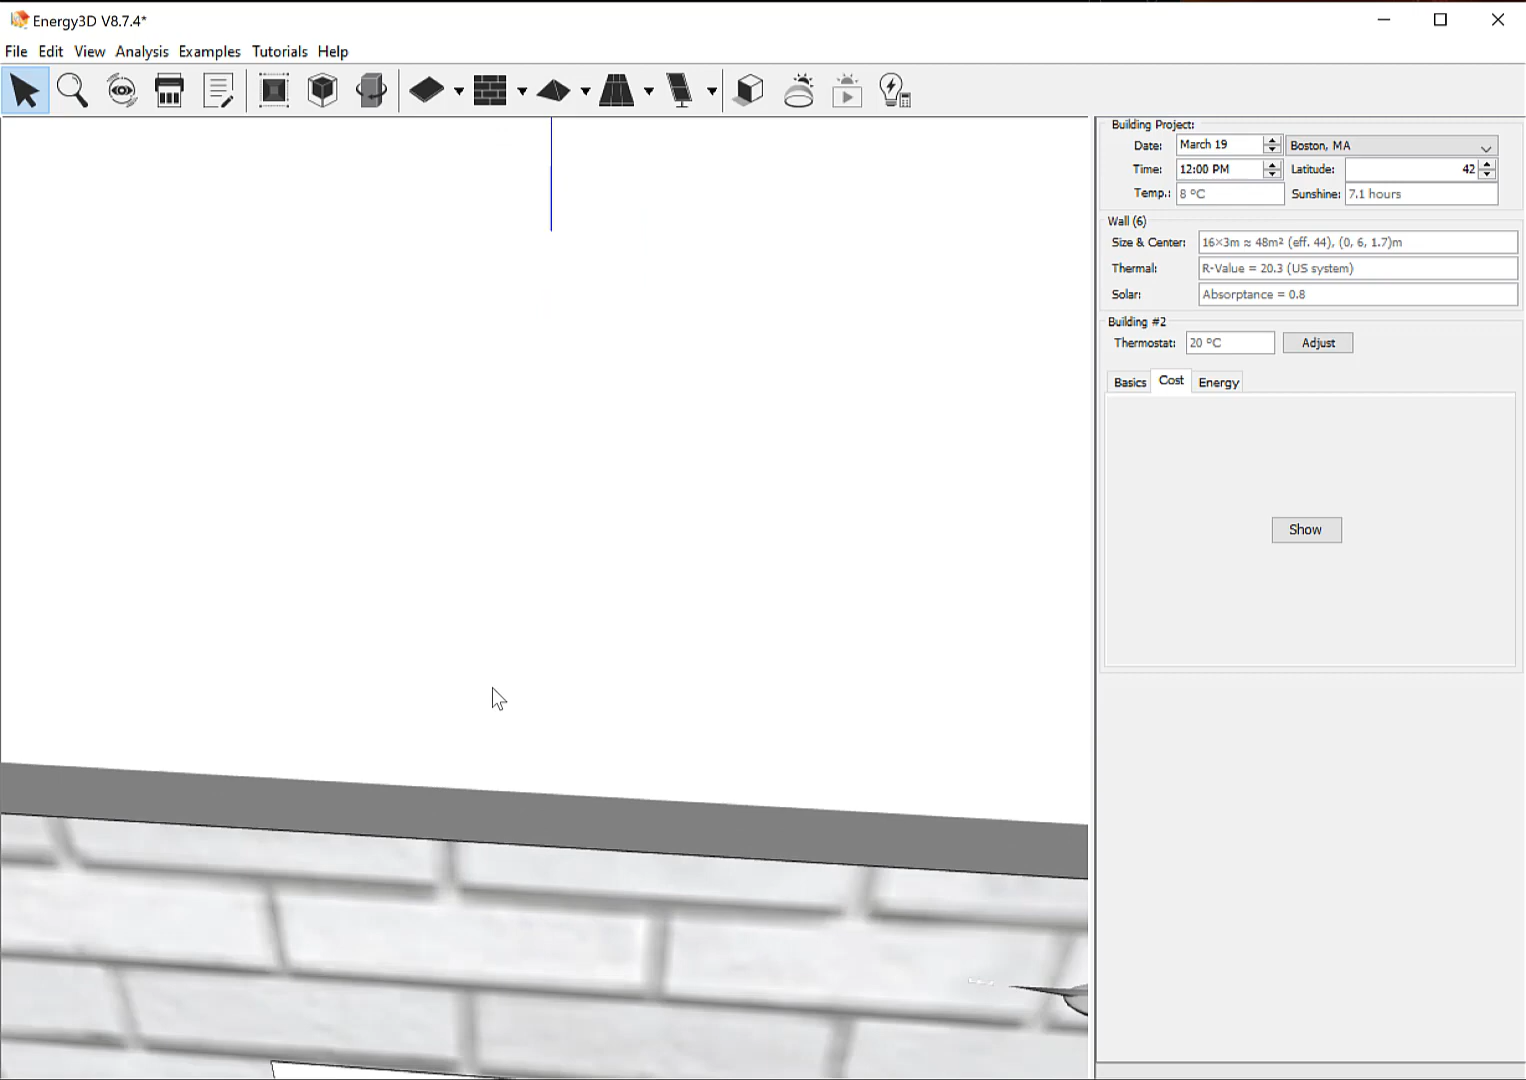 Energy3D V8.7.4*
File Edit View Analysis Examples Tutorials Help
Building Project:
Date: March 19 Boston, MA
Time: 12:00 PM Latitude: 42
Temp.: 8 ºC Sunshine: 7.1 hours
Wall (6)
Size & Center: 16×3m ≈ 48m² (eff. 44), (0, 6, 1.7)m
Thermal: R-Value = 20.3 (US system)
Solar: Absorptance = 0.8
Building #2
Thermostat: 20 ºC Adjust
Basics Cost Energy
Show